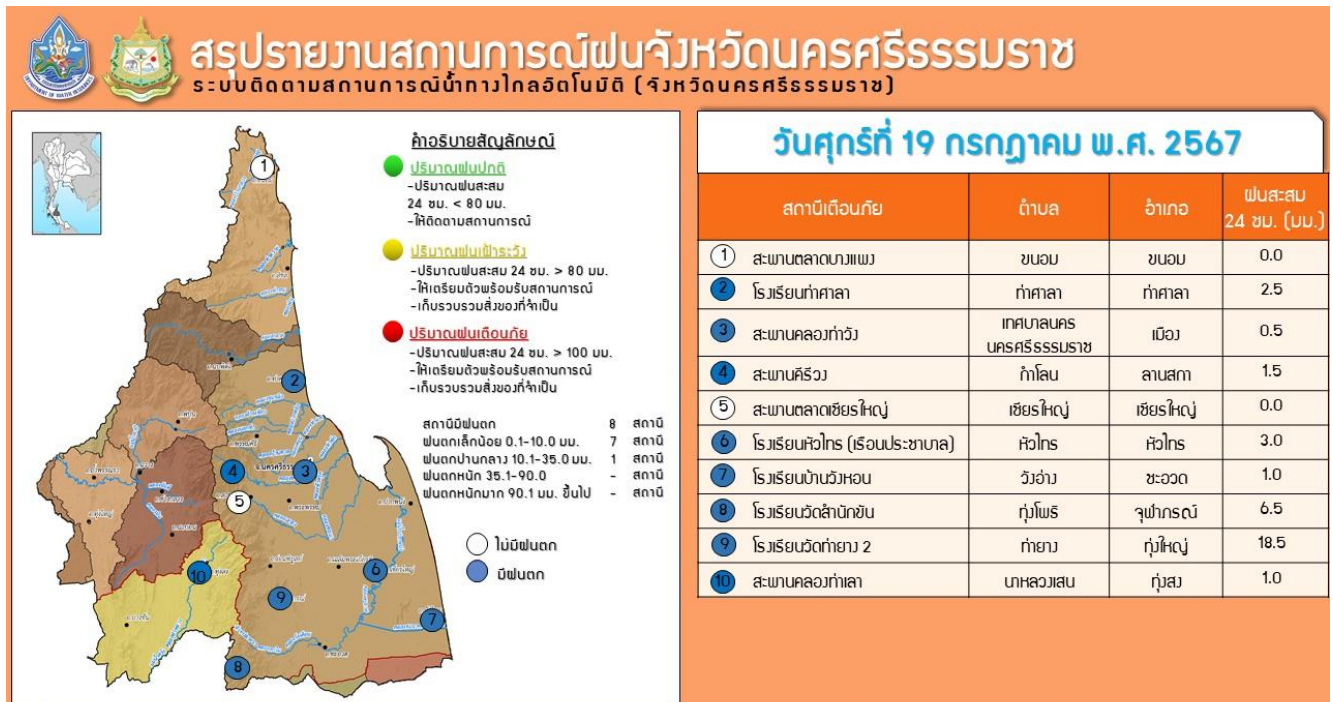 สรุปรายงานสถานการณ์ฝนจังหวัดนครศรีธรรมราช
ระบบติดตามสถานการณ์น้ำทางไกลอัตโนมัติ (จังหวัดนครศรีธรรมราช)
คำอธิบายสัญลักษณ์
ปริมาณฝนปกติ
-ปริมาณฝนสะสม
24 ชม. < 80 มม.
-ให้ติดตามสถานการณ์
ปริมาณฝนเฝ้าระวัง
-ปริมาณฝนสะสม 24 ชม. > 80 มม.
-ให้เตรียมตัวพร้อมรับสถานการณ์
-เก็บรวบรวมสิ่งของที่จำเป็น
ปริมาณฝนเตือนภัย
-ปริมาณฝนสะสม 24 ชม. > 100 มม.
-ให้เตรียมตัวพร้อมรับสถานการณ์
-เก็บรวบรวมสิ่งของที่จำเป็น
สถานีมีฝนตก 8 สถานี
ฝนตกเล็กน้อย 0.1-10.0 มม. 7 สถานี
ฝนตกปานกลาง 10.1-35.0 มม. 1 สถานี
ฝนตกหนัก 35.1-90.0 - สถานี
ฝนตกหนักมาก 90.1 มม. ขึ้นไป - สถานี
ไม่มีฝนตก
มีฝนตก
1
2
4
3
5
10
6
9
7
8
วันศุกร์ที่ 19 กรกฎาคม พ.ศ. 2567
สถานีเตือนภัย ตำบล อำเภอ ฝนสะสม
24 ชม. (มม.)
1 สะพานตลาดบางแพง ขนอม ขนอม 0.0
2 โรงเรียนท่าศาลา ท่าศาลา ท่าศาลา 2.5
3 สะพานคลองท่าวัง เทศบาลนคร
นครศรีธรรมราช เมือง 0.5
4 สะพานคีรีวง กำโลน ลานสกา 1.5
5 สะพานตลาดเชียรใหญ่ เชียรใหญ่ เชียรใหญ่ 0.0
6 โรงเรียนหัวไทร (เรือนประชาบาล) หัวไทร หัวไทร 3.0
7 โรงเรียนบ้านวังหอน วังอ่าง ชะอวด 1.0
8 โรงเรียนวัดสำนักขัน ทุ่งโพธิ จุฬาภรณ์ 6.5
9 โรงเรียนวัดท่ายาง 2 ท่ายาง ทุ่งใหญ่ 18.5
10 สะพานคลองท่าเลา นาหลวงเสน ทุ่งสง 1.0